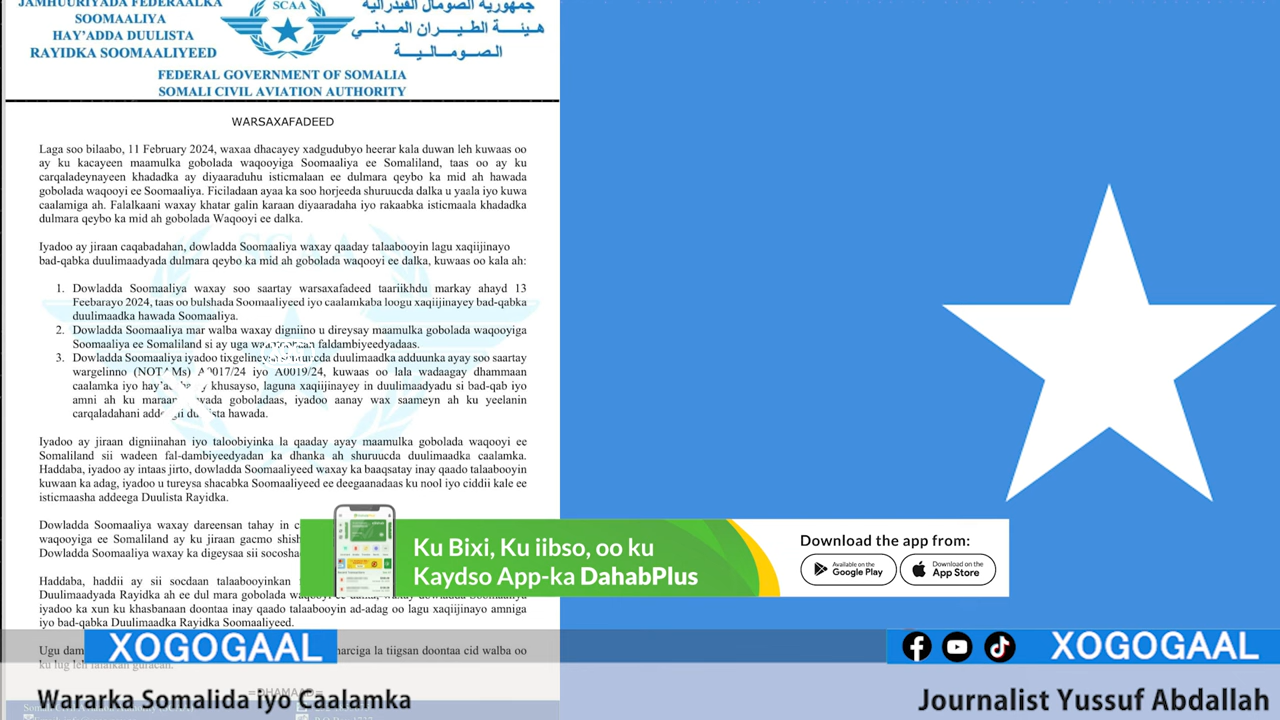 JAMHUURIYADA FEDERAALKA
SOOMAALIYA
HAY'ADDA DUULISTA
RAYIDKA SOOMAALIYEED
SCAA
جمهورية الصومال الفيدرالية
هيئة الطيران المدني
الصومالية
FEDERAL GOVERNMENT OF SOMALIA
SOMALI CIVIL AVIATION AUTHORITY
WARSAXAFADEED
Laga soo bilaabo, 11 February 2024, waxaa dhacayey xadgudubyo heerar kala duwan leh kuwaas oo
ay ku kacayeen maamulka gobolada waqooyiga Soomaaliya ee Somaliland, taas oo ay ku
carqaladeynayeen khadadka ay diyaaraduhu isticmalaan ee dulmara qeybo ka mid ah hawada
gobolada waqooyi ee Soomaaliya. Ficiladaan ayaa ka soo horjeeda shuruucda dalka u yaala iyo kuwa
caalamiga ah. Falalkaani waxay khatar galin karaan diyaaradaha iyo rakaabka isticmaala khadadka
dulmara qeybo ka mid ah gobolada Waqooyi ee dalka.
Iyadoo ay jiraan caqabadahan, dowladda Soomaaliya waxay qaaday talaabooyin lagu xaqiijinayo
bad-qabka duulimaadyada dulmara qeybo ka mid ah gobolada waqooyi ee dalka, kuwaas oo kala ah:
1. Dowladda Soomaaliya waxay soo saartay warsaxafadeed taariikhdu markay ahayd 13
Feebarayo 2024, taas oo bulshada Soomaaliyeed iyo caalamkaba loogu xaqiijinayey bad-qabka
duulimaadka hawada Soomaaliya.
2. Dowladda Soomaaliya mar walba waxay digniino u direysay maamulka gobolada waqooyiga
Soomaaliya ee Somaliland si ay uga faldambiyeedyadaas.
3. Dowladda Soomaaliya iyadoo duulimaadka adduunka ayay soo saartay
wargelinno (NOTAMs) A0017/24 iyo A0019/24, kuwaas oo lala wadaagay dhammaan
caalamka iyo khusayso, laguna xaqiijinayey in duulimaadyadu si bad-qab iyo
amni ah ku goboladaas, iyadoo aanay wax saameyn ah ku yeelanin
carqaladahani hawada.
Iyadoo ay jiraan digniinahan iyo taloobiyinka la qaaday ayay maamulka gobolada waqooyi ee
Somaliland sii wadeen fal-dambiyeedyadan ka dhanka ah shuruucda duulimaadka caalamka.
Haddaba, iyadoo ay intaas jirto, dowladda Soomaaliyeed waxay ka baaqsatay inay qaado talaabooyin
kuwaan ka adag, iyadoo u tureysa shacabka Soomaaliyeed ee deegaanadaas ku nool iyo ciddii kale ee
isticmaasha addeega Duulista Rayidka.
Dowladda Soomaaliya waxay dareensan tahay in
waqooyiga ee Somaliland ay ku jiraan gacmo
Dowladda Soomaaliya waxay ka digeysaa sii
Haddaba, haddii ay sii socdaan talaabooyinkan
Duulimaadyada Rayidka ah ee dul mara gobolada
iyadoo ka xun ku khasbanaan doontaa inay qaado talaabooyin ad-adag oo lagu xaqiijinayo amniga
iyo bad-qabka Duulimaadka Rayidka Soomaaliyeed.
Ku Bixi, Ku iibso, oo ku
Kaydso App-ka DahabPlus
Download the app from:
Available on the
Google Play
Download on the
App Store
Ugu tiigsan doontaa cid walba oo
XOGOGAAL
XOGOGAAL
=DHAMAAD=
Wararka Somalida iyo Caalamka
Journalist Yussuf Abdallah